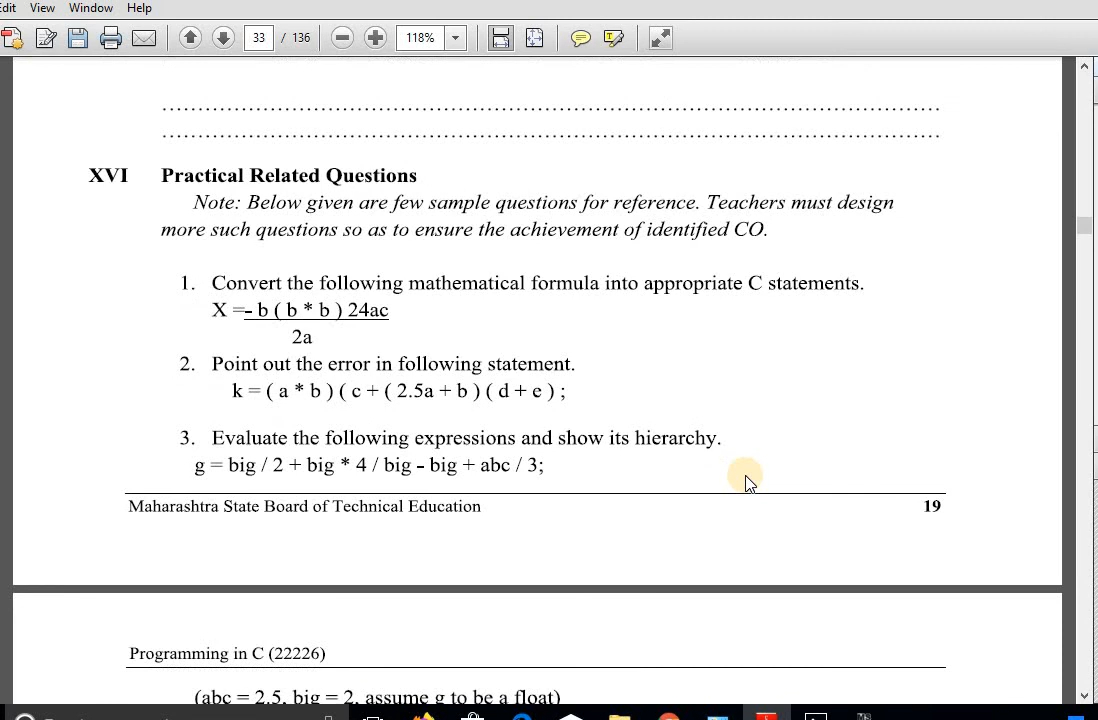 Edit View Window Help
33 / 136 118%
XVI Practical Related Questions
Note: Below given are few sample questions for reference. Teachers must design
more such questions so as to ensure the achievement of identified CO.
1. Convert the following mathematical formula into appropriate C statements.
X =- b ( b * b ) 24ac
2a
2. Point out the error in following statement.
k = ( a * b ) ( c + ( 2.5a + b ) ( d + e ) ;
3. Evaluate the following expressions and show its hierarchy.
g = big / 2 + big * 4 / big - big + abc / 3;
Maharashtra State Board of Technical Education 19
Programming in C (22226)
(abc = 2.5, big = 2, assume g to be a float)